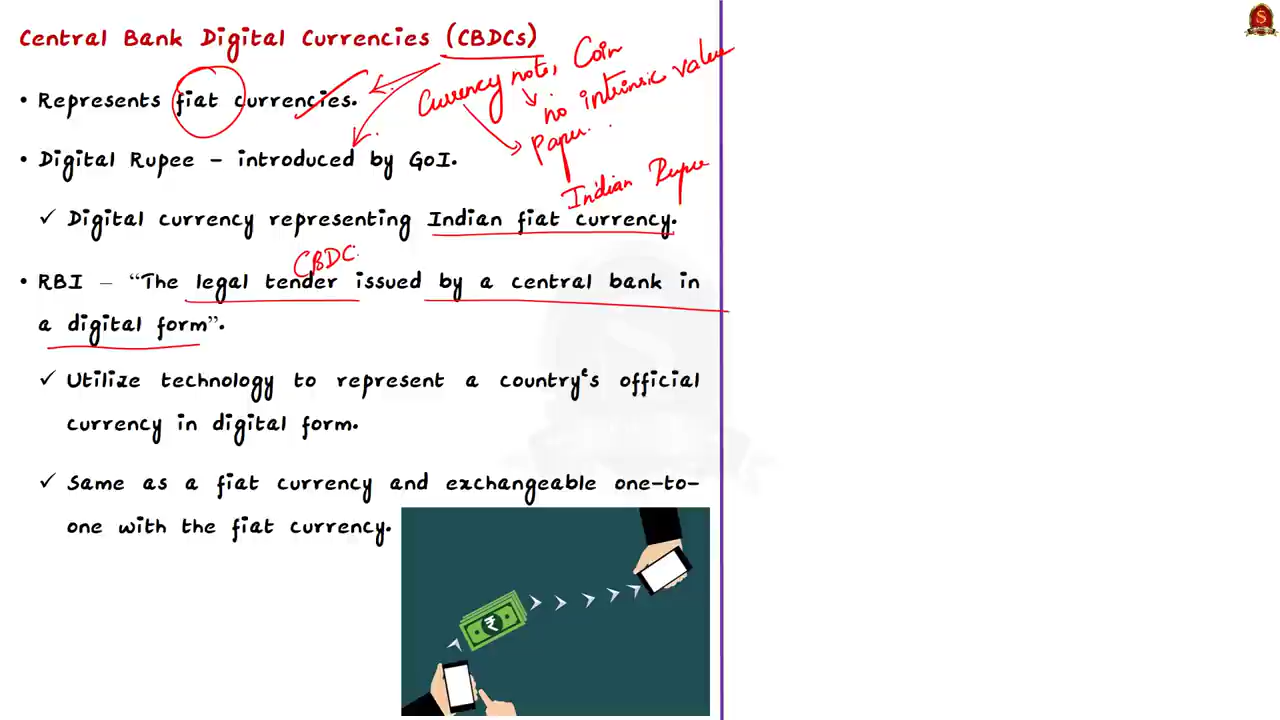 Central Bank Digital Currencies (CBDCs)
Currency note, Coin
no intrinsic value
Paper.
Indian Rupee
• Represents fiat currencies.
• Digital Rupee – introduced by GoI.
✓ Digital currency representing Indian fiat currency.
CBDC
• RBI – “The legal tender issued by a central bank in
a digital form”.
✓ Utilize technology to represent a country's official
currency in digital form.
✓ Same as a fiat currency and exchangeable one-to-
one with the fiat currency.
₹
S